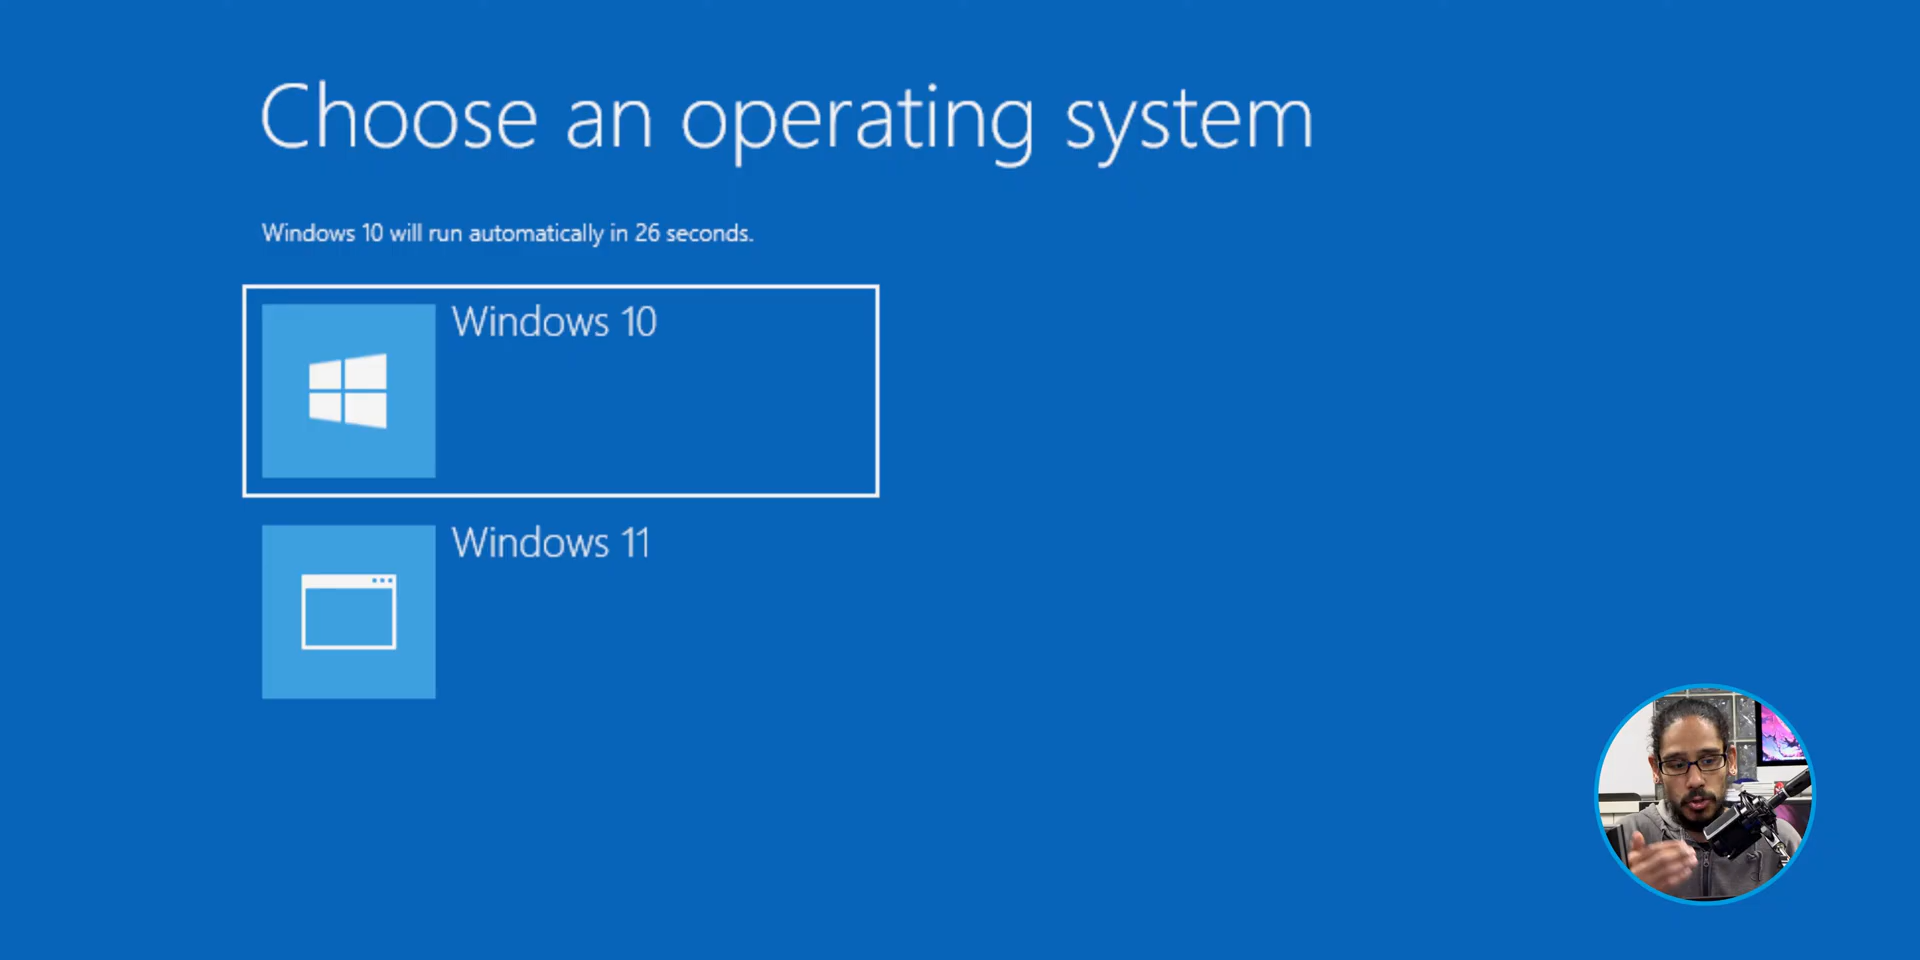 Choose an operating system
Windows 10 will run automatically in 26 seconds.
Windows 10
Windows 11